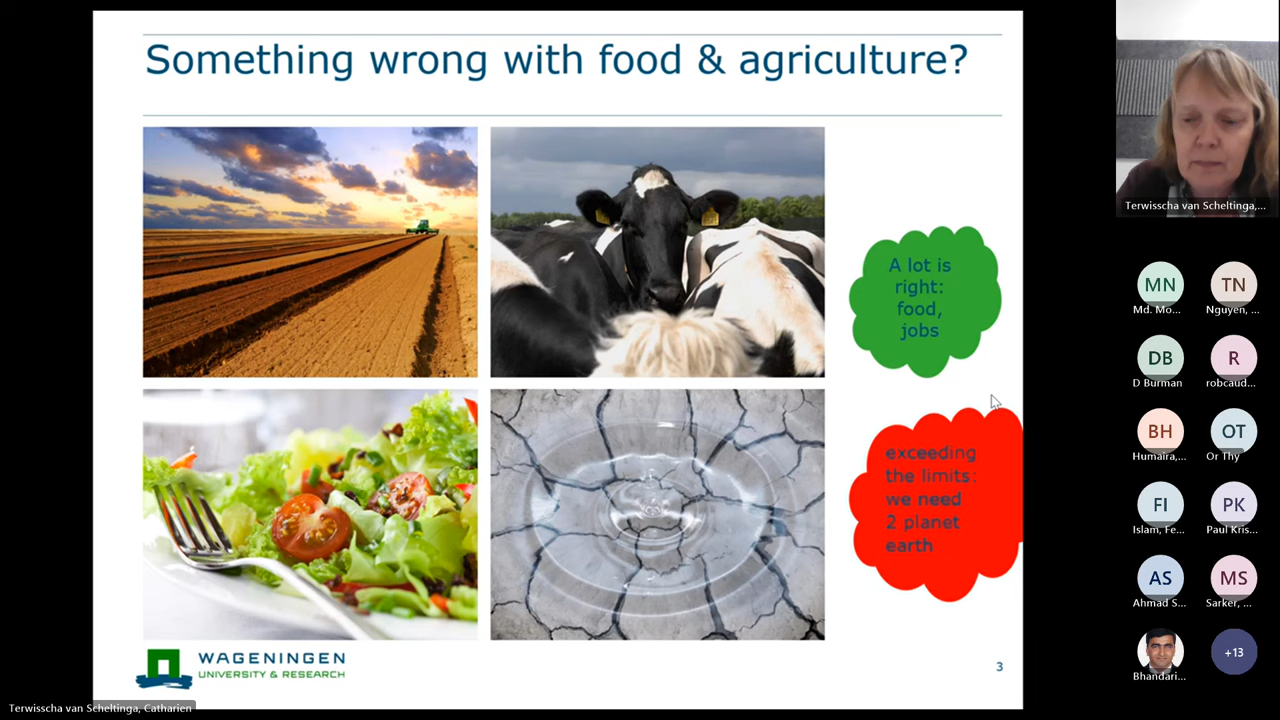 Something wrong with food & agriculture?
A lot is
right:
food,
jobs
exceeding
the limits:
we need
2 planet
earth
WAGENINGEN
UNIVERSITY & RESEARCH
3
Terwisscha van Scheltinga, Catharien
Terwisscha van Scheltinga,...
MN
Md. Mo...
TN
Nguyen, ...
DB
D Burman
R
robcaud...
BH
Humaira,...
OT
Or Thy
FI
Islam, Fe...
PK
Paul Kris...
AS
Ahmad S...
MS
Sarker, ...
Bhandari...
+13